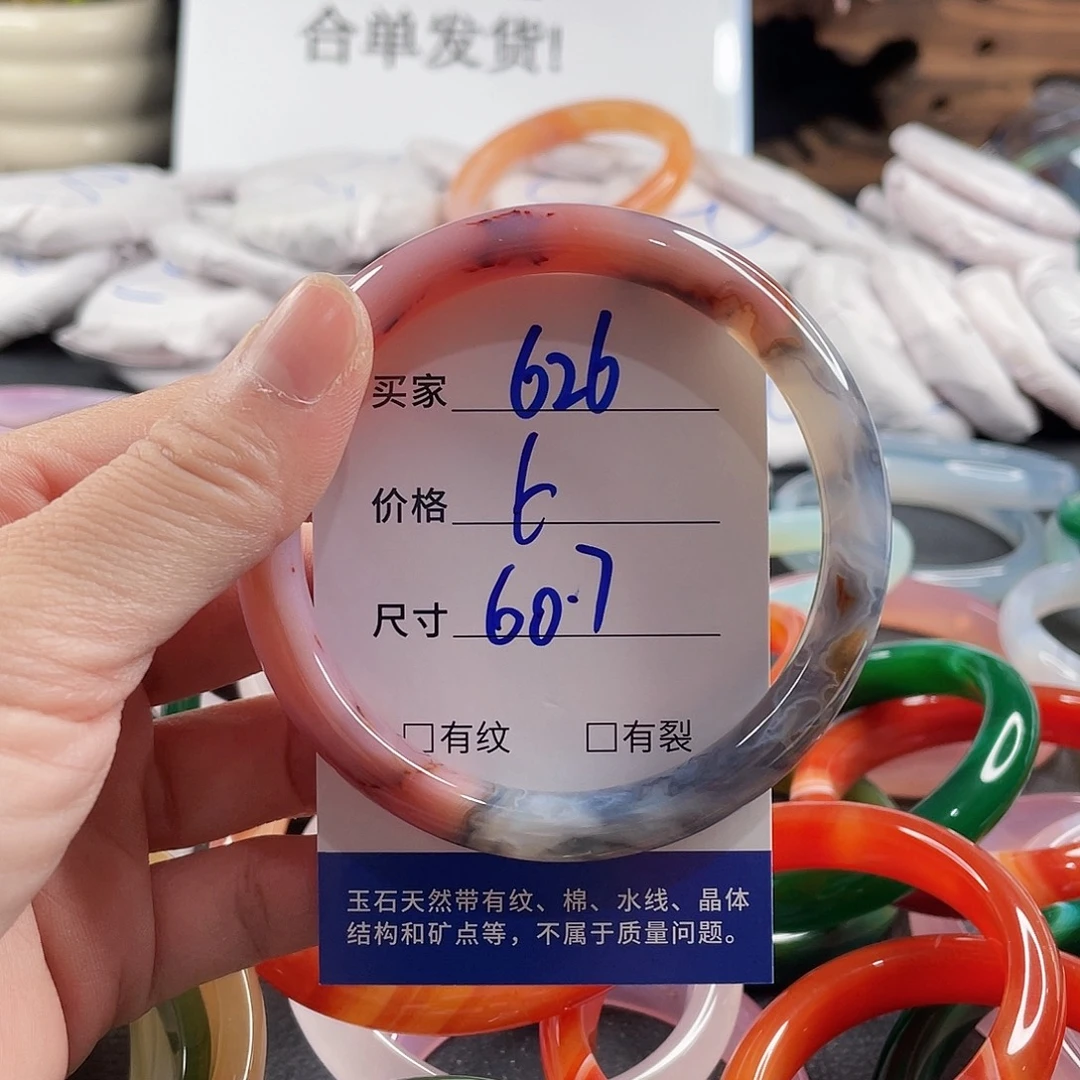 合单发货!
买家 626
价格
尺寸 60.7
□有纹 □有裂
玉石天然带有纹、棉、水线、晶体
结构和矿点等，不属于质量问题。